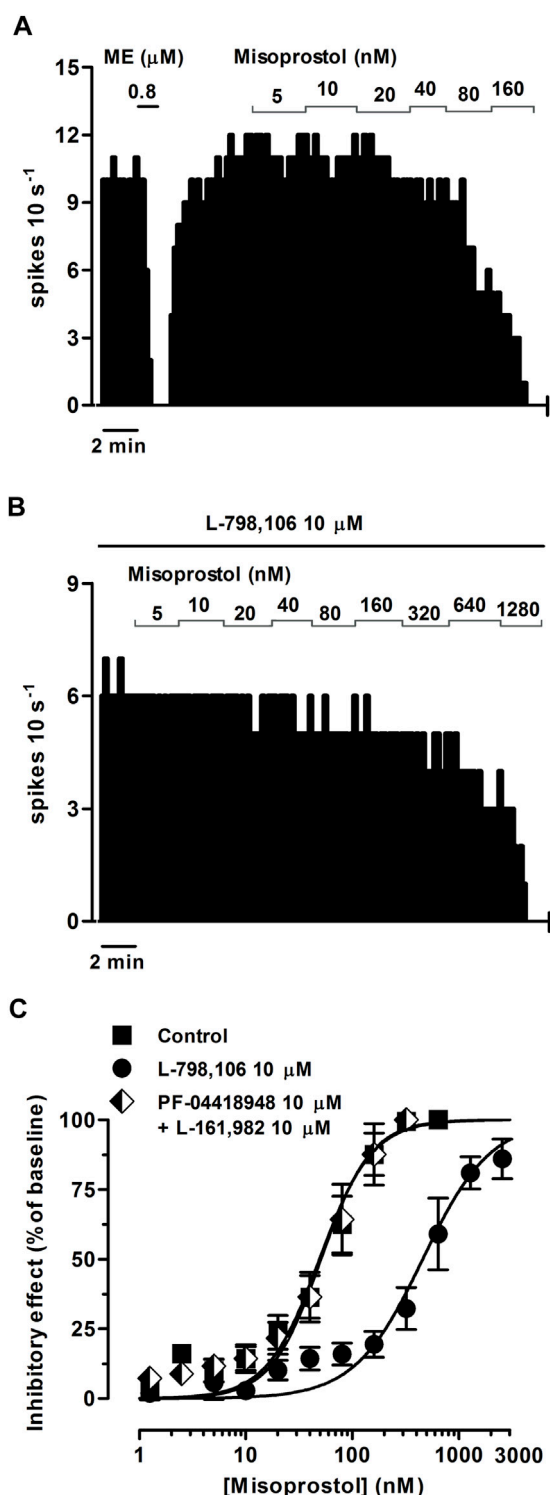 A
ME (μM)
Misoprostol (nM)
0.8
5 10 20 40 80 160
15
12
9
6
3
0
spikes 10 s⁻¹
2 min
B
L-798,106 10 μM
Misoprostol (nM)
5 10 20 40 80 160 320 640 1280
9
6
3
0
spikes 10 s⁻¹
2 min
C
Control
L-798,106 10 μM
PF-04418948 10 μM
+ L-161,982 10 μM
100
75
50
25
0
Inhibitory effect (% of baseline)
1 10 100 1000 3000
[Misoprostol] (nM)